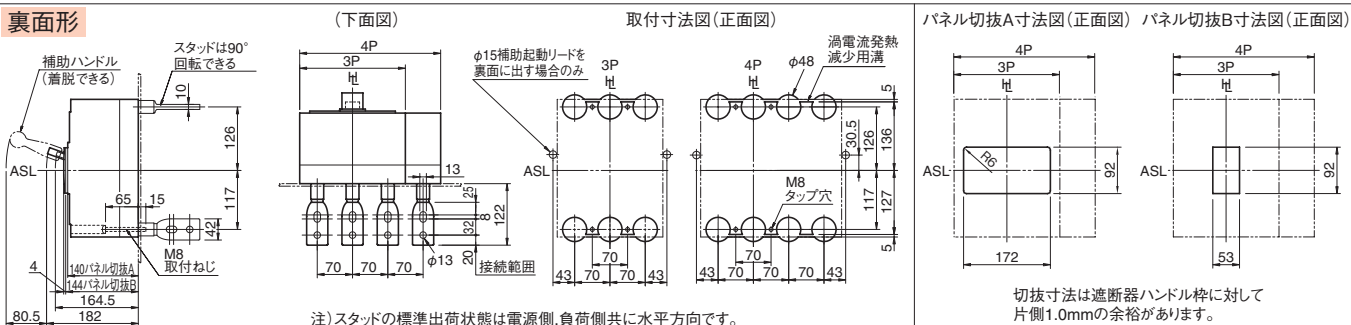 裏面形
補助ハンドル
(着脱できる)
スタッドは90°
回転できる
10
126
ASL
117
65
15
42
M8
取付ねじ
4
140パネル切抜A
144パネル切抜B
164.5
80.5
182
(下面図)
4P
3P
HL
13
25
8
32
20
122
70
70
70
φ13
接続範囲
注)スタッドの標準出荷状態は電源側,負荷側共に水平方向です。
取付寸法図(正面図)
φ15補助起動リードを
裏面に出す場合のみ
3P
HL
4P
HL
φ48
渦電流発熱
減少用溝
5
30.5
126
136
ASL
M8
タップ穴
117
127
5
70
43
70
70
43
70
43
70
70
70
43
パネル切抜A寸法図(正面図)
4P
3P
HL
ASL
R6
92
172
パネル切抜B寸法図(正面図)
4P
3P
HL
ASL
92
53
切抜寸法は遮断器ハンドル枠に対して
片側1.0mmの余裕があります。